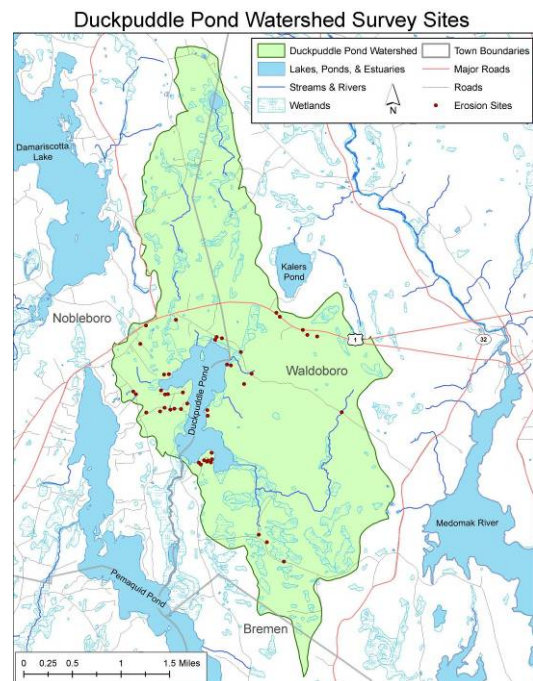 Duckpuddle Pond Watershed Survey Sites
Duckpuddle Pond Watershed
Lakes, Ponds, & Estuaries
Streams & Rivers
Wetlands
Town Boundaries
Major Roads
Roads
Erosion Sites
N
Damariscotta
Lake
Kalers
Pond
Nobleboro
1
32
Waldoboro
Duckpuddle Pond
Medomak River
Pemaquid Pond
Bremen
0 0.25 0.5 1 1.5 Miles